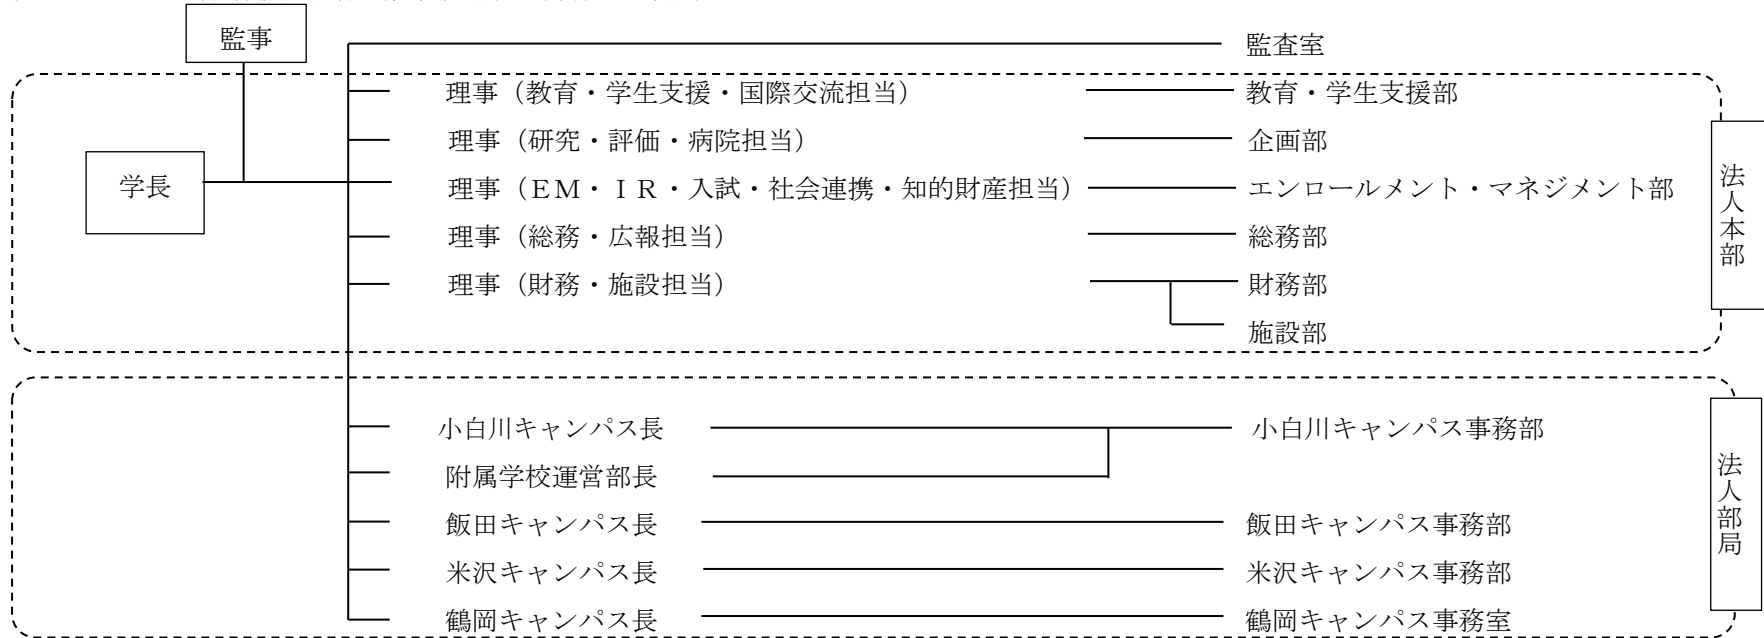 監事
監査室
理事（教育・学生支援・国際交流担当）
教育・学生支援部
理事（研究・評価・病院担当）
企画部
学長
理事（ＥＭ・ＩＲ・入試・社会連携・知的財産担当）
エンロールメント・マネジメント部
理事（総務・広報担当）
総務部
理事（財務・施設担当）
財務部
施設部
法人本部
小白川キャンパス長
小白川キャンパス事務部
附属学校運営部長
飯田キャンパス長
飯田キャンパス事務部
米沢キャンパス長
米沢キャンパス事務部
鶴岡キャンパス長
鶴岡キャンパス事務室
法人部局